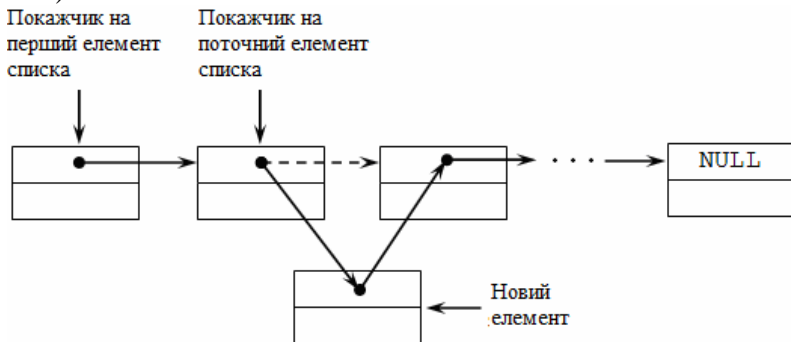 Покажчик на
перший елемент
списка
Покажчик на
поточний елемент
списка
NULL
Новий
елемент